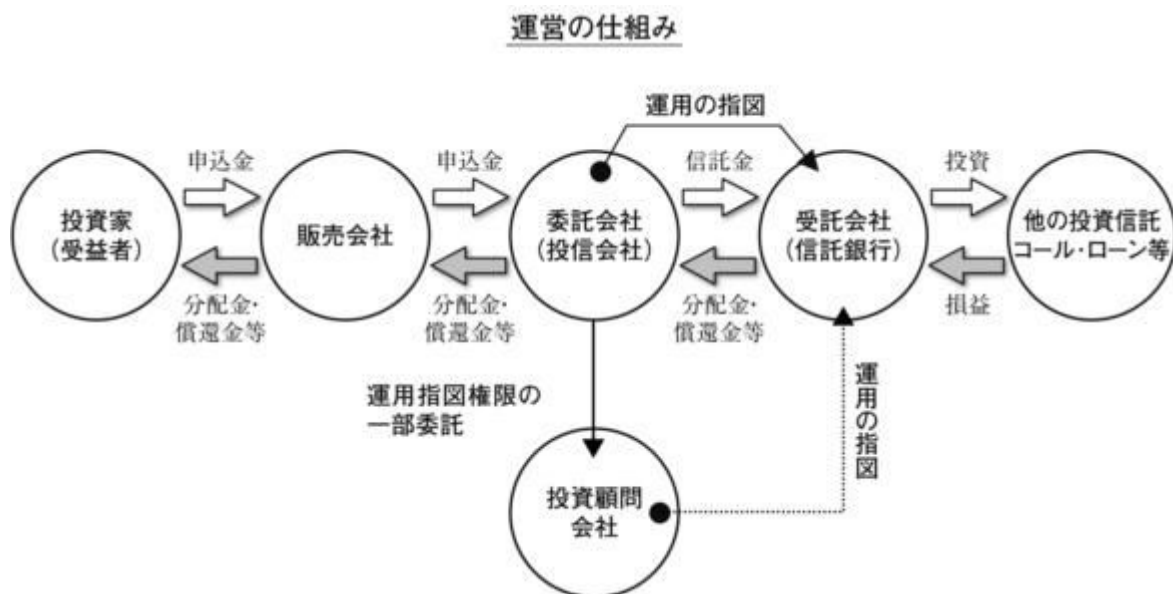 運営の仕組み
運用の指図
申込金
申込金
信託金
投資
投資家
(受益者)
販売会社
委託会社
(投信会社)
受託会社
(信託銀行)
他の投資信託
コール・ローン等
分配金・
償還金等
分配金・
償還金等
分配金・
償還金等
損益
運用指図権限の
一部委託
運用の指図
投資顧問
会社